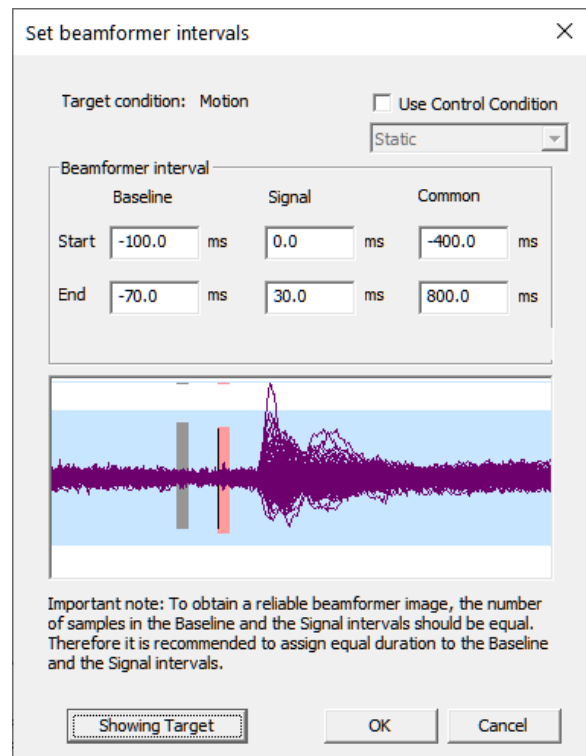 Set beamformer intervals
Target condition: Motion
Use Control Condition
Static
Beamformer interval
Baseline Signal Common
Start -100.0 ms 0.0 ms -400.0 ms
End -70.0 ms 30.0 ms 800.0 ms
Important note: To obtain a reliable beamformer image, the number
of samples in the Baseline and the Signal intervals should be equal.
Therefore it is recommended to assign equal duration to the Baseline
and the Signal intervals.
Showing Target OK Cancel